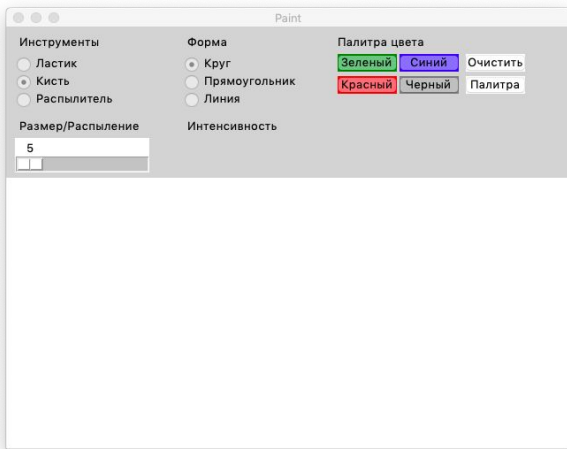 Paint
Инструменты Форма Палитра цвета
Ластик Круг Зеленый Синий Очистить
Кисть Прямоугольник Красный Черный Палитра
Распылитель Линия
Размер/Распыление Интенсивность
5